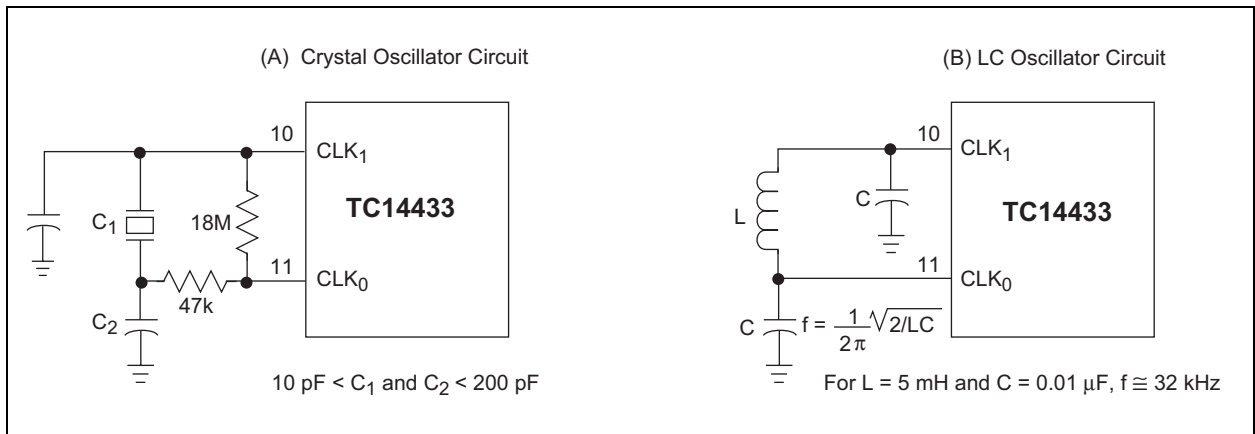 (A) Crystal Oscillator Circuit
10
CLK1
TC14433
C1
18M
11
CLK0
47k
C2
10 pF < C1 and C2 < 200 pF
(B) LC Oscillator Circuit
10
CLK1
C
TC14433
L
11
CLK0
C
f = 1/2π √2/LC
For L = 5 mH and C = 0.01 μF, f ≅ 32 kHz